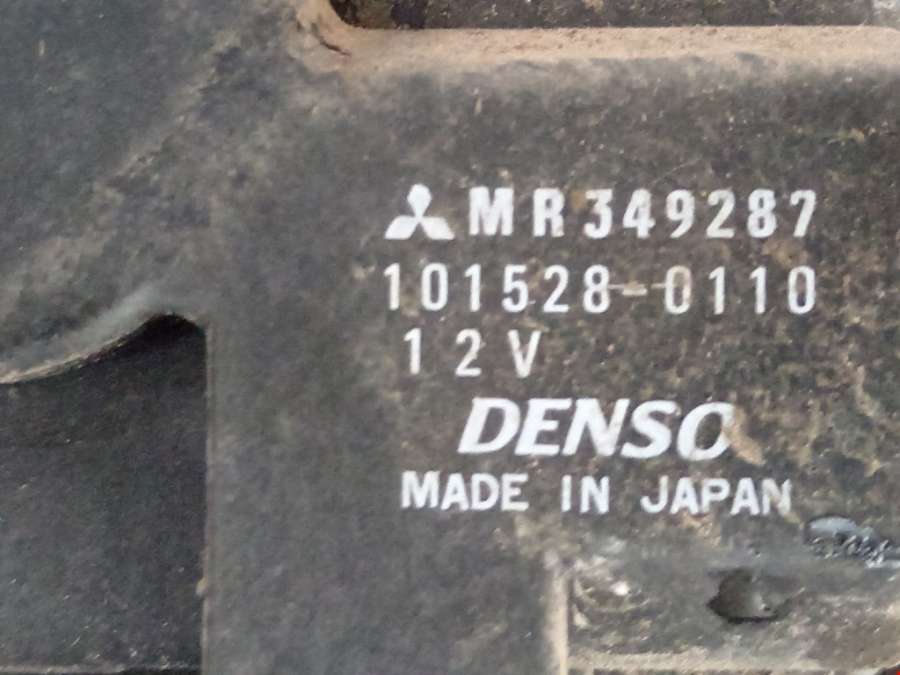 MR349287
101528-0110
12V
DENSO
MADE IN JAPAN